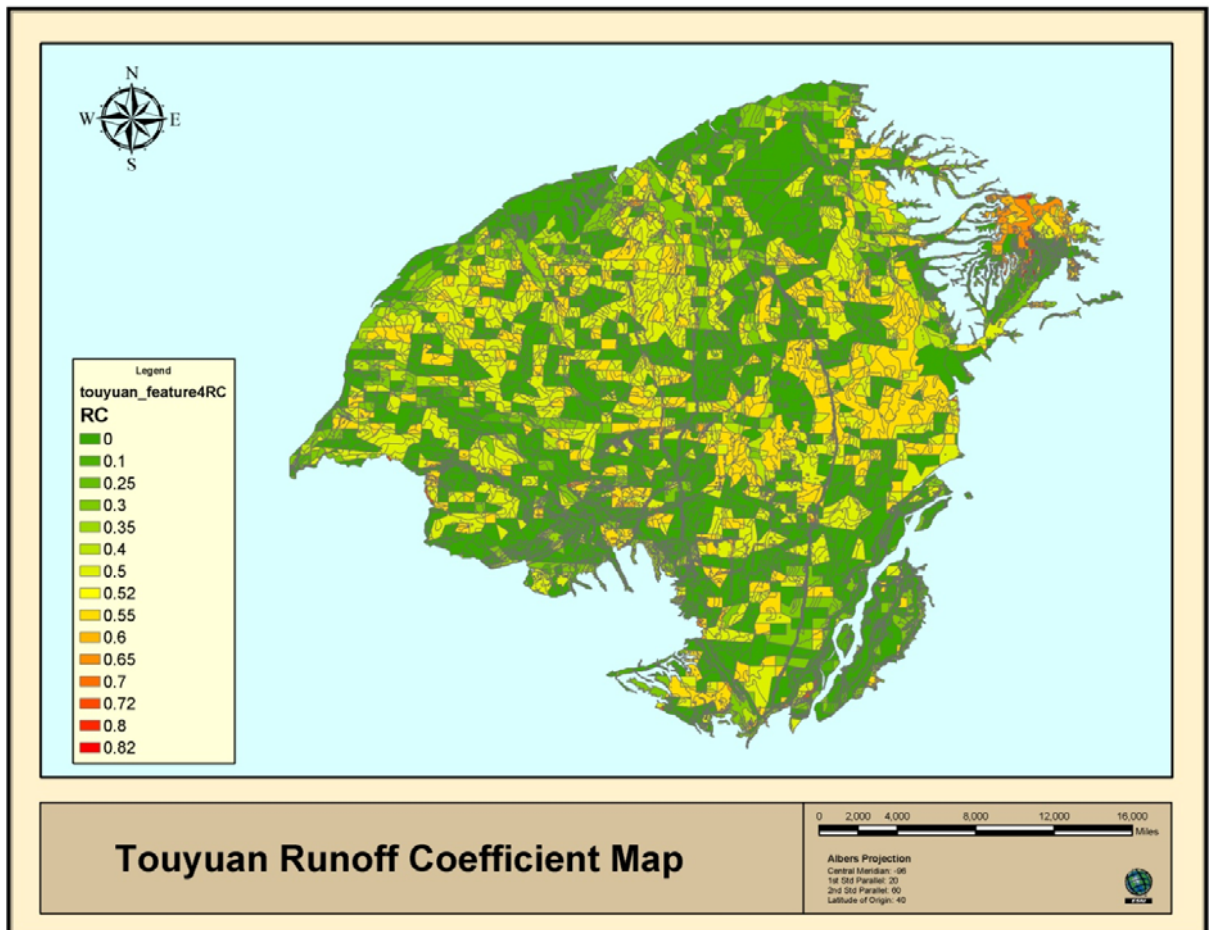 N
W E
S
Legend
touyuan_feature4RC
RC
0
0.1
0.25
0.3
0.35
0.4
0.5
0.52
0.55
0.6
0.65
0.7
0.72
0.8
0.82
Touyuan Runoff Coefficient Map
0 2,000 4,000 8,000 12,000 16,000
Miles
Albers Projection
Central Meridian: -96
1st Std Parallel: 20
2nd Std Parallel: 60
Latitude of Origin: 40
ESRI